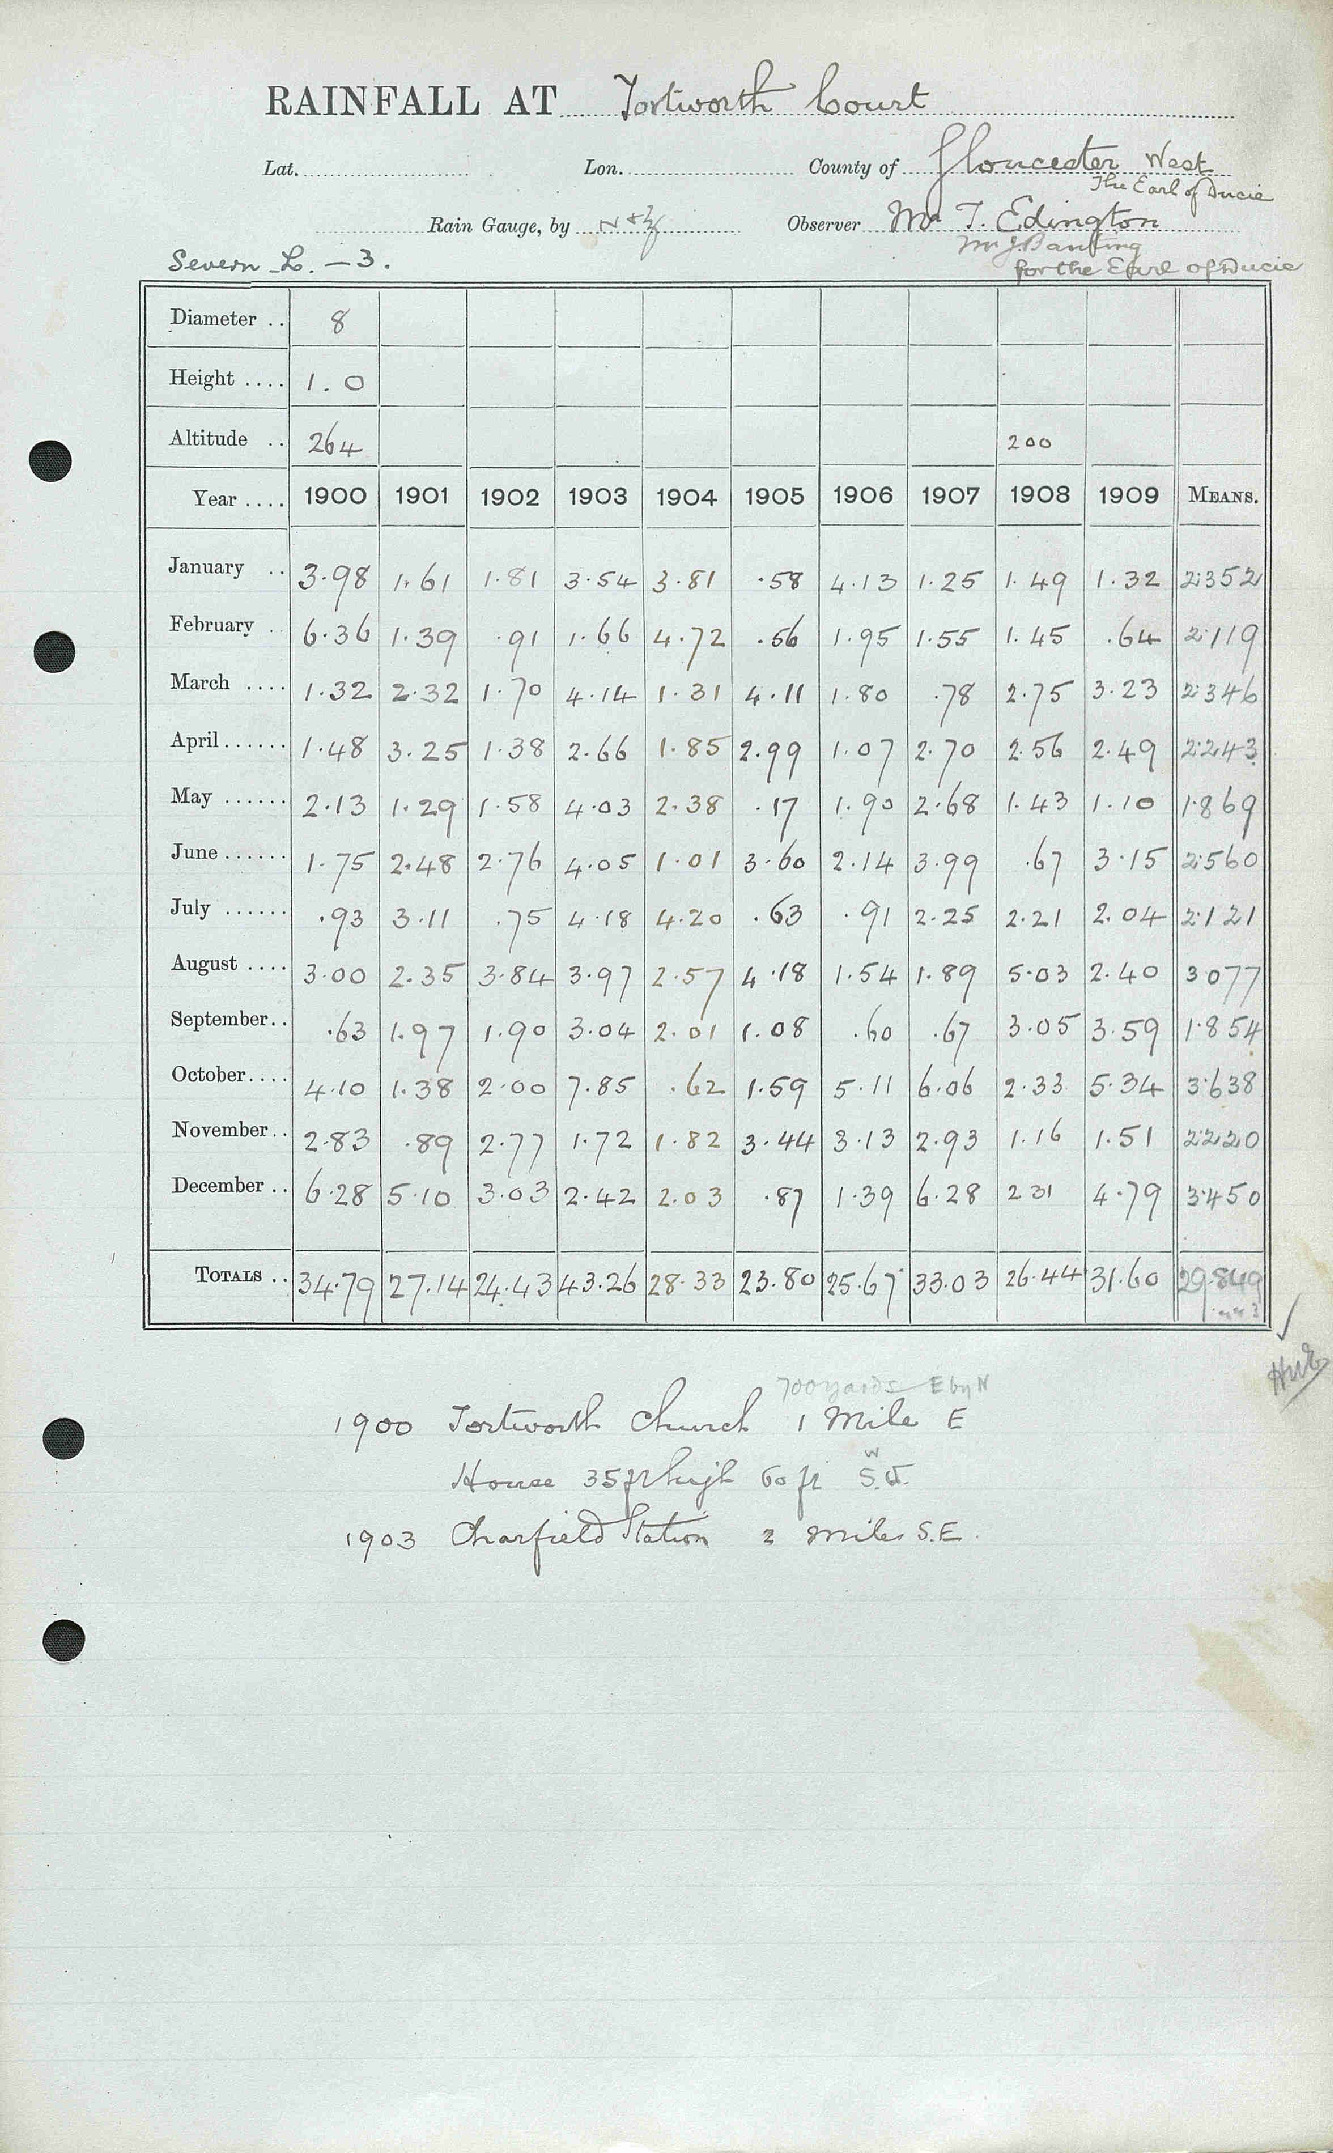 RAINFALL AT Tortworth Court
Lat. Lon. County of Gloucester West
The Earl of Ducie
Rain Gauge, by N & Z Observer Mr T. Edington
Mr J. Banting
Severn L. - 3. for the Earl of Ducie
Diameter .. 8
Height .... 1.0
Altitude .. 264 200
Year .... 1900 1901 1902 1903 1904 1905 1906 1907 1908 1909 MEANS.
January .. 3.98 1.61 1.81 3.54 3.81 .58 4.13 1.25 1.49 1.32 2.352
February .. 6.36 1.39 .91 1.66 4.72 .56 1.95 1.55 1.45 .64 2.119
March .... 1.32 2.32 1.70 4.14 1.31 4.11 1.80 .78 2.75 3.23 2.346
April ...... 1.48 3.25 1.38 2.66 1.85 2.99 1.07 2.70 2.56 2.49 2.243
May ...... 2.13 1.29 1.58 4.03 2.38 .17 1.90 2.68 1.43 1.10 1.869
June ...... 1.75 2.48 2.76 4.05 1.01 3.60 2.14 3.99 .67 3.15 2.560
July ...... .93 3.11 .75 4.18 4.20 .63 .91 2.25 2.21 2.04 2.121
August .... 3.00 2.35 3.84 3.97 2.57 4.18 1.54 1.89 5.03 2.40 3.077
September.. .63 1.97 1.90 3.04 2.01 1.08 .60 .67 3.05 3.59 1.854
October.... 4.10 1.38 2.00 7.85 .62 1.59 5.11 6.06 2.33 5.34 3.638
November.. 2.83 .89 2.77 1.72 1.82 3.44 3.13 2.93 1.16 1.51 2.220
December .. 6.28 5.10 3.03 2.42 2.03 .87 1.39 6.28 2 31 4.79 3.450
TOTALS .. 34.79 27.14 24.43 43.26 28.33 23.80 25.67 33.03 26.44 31.60 29.849
700 yards E by N
1900 Tortworth Church 1 Mile E
House 35 ft high 60 ft S.W.
1903 Charfield Station 2 miles S.E.